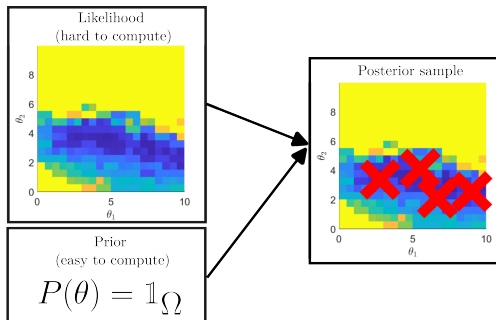 Likelihood
(hard to compute)
8
6
4
2
0
0
5
10
θ₂
θ₁
Prior
(easy to compute)
P(θ) = 𝟙_Ω
Posterior sample
8
6
4
2
0
0
5
10
θ₂
θ₁